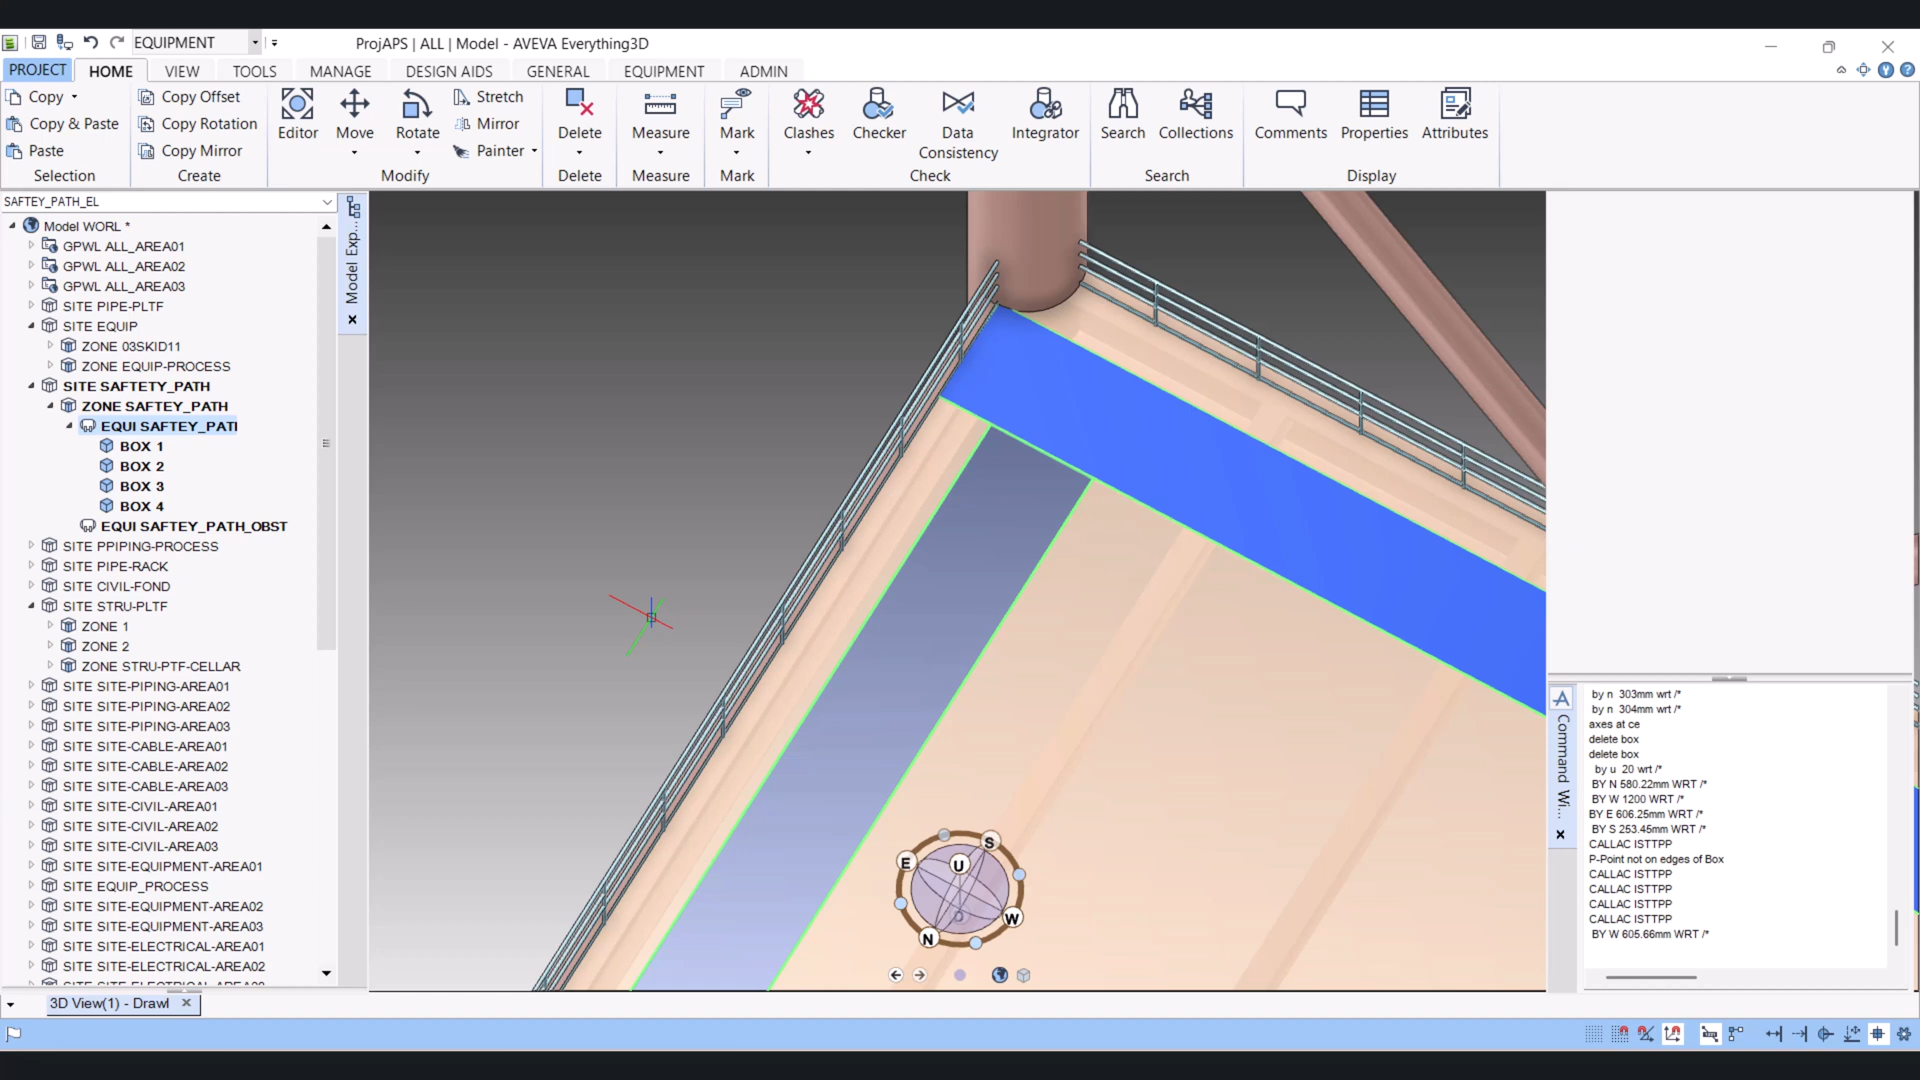 EQUIPMENT
ProjAPS | ALL | Model - AVEVA Everything3D
PROJECT
HOME
VIEW
TOOLS
MANAGE
DESIGN AIDS
GENERAL
EQUIPMENT
ADMIN
Copy
Copy & Paste
Paste
Selection
Copy Offset
Copy Rotation
Copy Mirror
Create
Editor
Move
Rotate
Stretch
Mirror
Painter
Modify
Delete
Delete
Measure
Measure
Mark
Mark
Clashes
Checker
Data Consistency
Integrator
Check
Search
Collections
Search
Comments
Properties
Attributes
Display
SAFTEY_PATH_EL
Model WORL *
GPWL ALL_AREA01
GPWL ALL_AREA02
GPWL ALL_AREA03
SITE PIPE-PLTF
SITE EQUIP
ZONE 03SKID11
ZONE EQUIP-PROCESS
SITE SAFTETY_PATH
ZONE SAFTEY_PATH
EQUI SAFTEY_PATH
BOX 1
BOX 2
BOX 3
BOX 4
EQUI SAFTEY_PATH_OBST
SITE PPIPING-PROCESS
SITE PIPE-RACK
SITE CIVIL-FOND
SITE STRU-PLTF
ZONE 1
ZONE 2
ZONE STRU-PTF-CELLAR
SITE SITE-PIPING-AREA01
SITE SITE-PIPING-AREA02
SITE SITE-PIPING-AREA03
SITE SITE-CABLE-AREA01
SITE SITE-CABLE-AREA02
SITE SITE-CABLE-AREA03
SITE SITE-CIVIL-AREA01
SITE SITE-CIVIL-AREA02
SITE SITE-CIVIL-AREA03
SITE SITE-EQUIPMENT-AREA01
SITE EQUIP_PROCESS
SITE SITE-EQUIPMENT-AREA02
SITE SITE-EQUIPMENT-AREA03
SITE SITE-ELECTRICAL-AREA01
SITE SITE-ELECTRICAL-AREA02
Model Exp...
S
E
U
W
N
D
Command Wi...
by n 303mm wrt /*
by n 304mm wrt /*
axes at ce
delete box
delete box
by u 20 wrt /*
BY N 580.22mm WRT /*
BY W 1200 WRT /*
BY E 606.25mm WRT /*
BY S 253.45mm WRT /*
CALLAC ISTTPP
P-Point not on edges of Box
CALLAC ISTTPP
CALLAC ISTTPP
CALLAC ISTTPP
CALLAC ISTTPP
BY W 605.66mm WRT /*
3D View(1) - Drawl